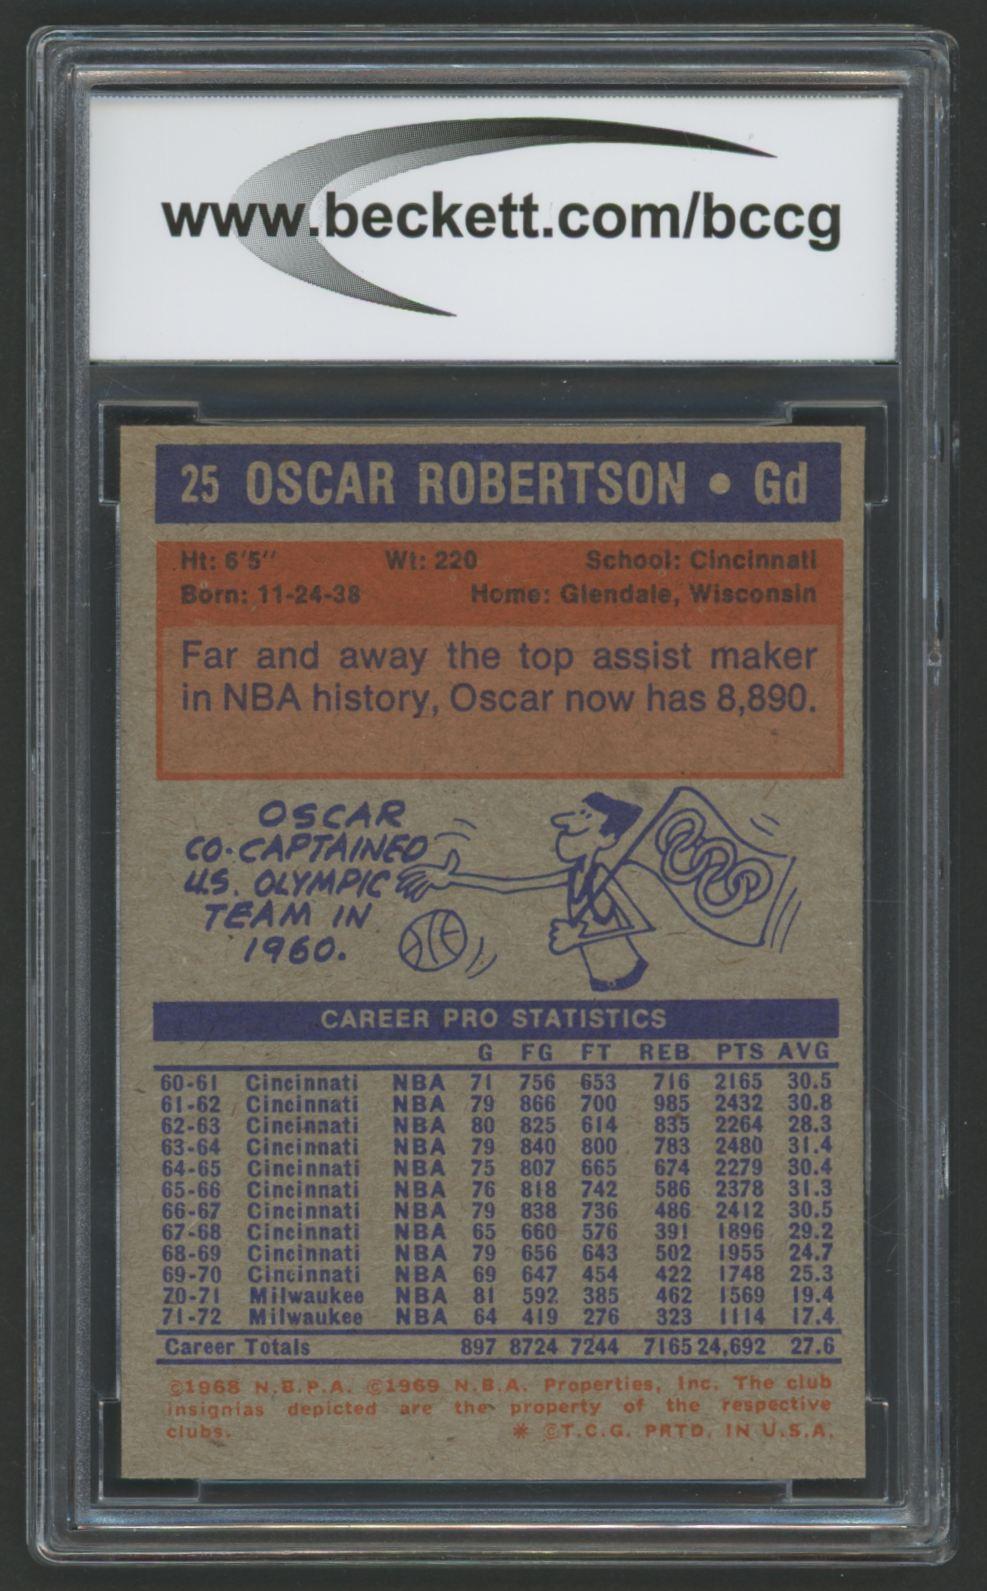 www.beckett.com/bccg
25 OSCAR ROBERTSON • Gd
Ht: 6'5" Wt: 220 School: Cincinnati
Born: 11-24-38 Home: Glendale, Wisconsin
Far and away the top assist maker
in NBA history, Oscar now has 8,890.
OSCAR
CO-CAPTAINED
U.S. OLYMPIC
TEAM IN
1960.
CAREER PRO STATISTICS
G FG FT REB PTS AVG
60-61 Cincinnati NBA 71 756 653 716 2165 30.5
61-62 Cincinnati NBA 79 866 700 985 2432 30.8
62-63 Cincinnati NBA 80 825 614 835 2264 28.3
63-64 Cincinnati NBA 79 840 800 783 2480 31.4
64-65 Cincinnati NBA 75 807 665 674 2279 30.4
65-66 Cincinnati NBA 76 818 742 586 2378 31.3
66-67 Cincinnati NBA 79 838 736 486 2412 30.5
67-68 Cincinnati NBA 65 660 576 391 1896 29.2
68-69 Cincinnati NBA 79 656 643 502 1955 24.7
69-70 Cincinnati NBA 69 647 454 422 1748 25.3
70-71 Milwaukee NBA 81 592 385 462 1569 19.4
71-72 Milwaukee NBA 64 419 276 323 1114 17.4
Career Totals 897 8724 7244 7165 24,692 27.6
©1968 N.B.P.A. ©1969 N.B.A. Properties, Inc. The club
insignias depicted are the property of the respective
clubs. * ©T.C.G. PRTD. IN U.S.A.